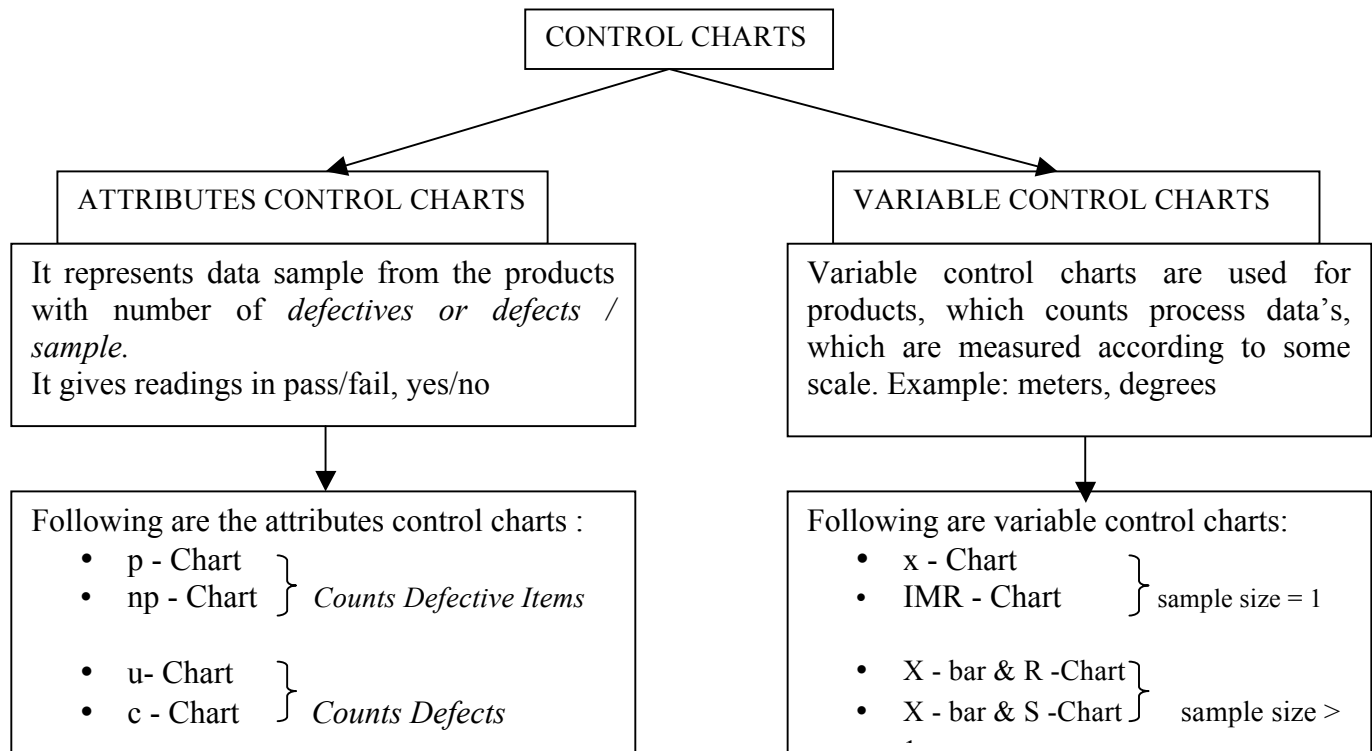 CONTROL CHARTS
ATTRIBUTES CONTROL CHARTS
It represents data sample from the products
with number of defectives or defects /
sample.
It gives readings in pass/fail, yes/no
Following are the attributes control charts :
• p - Chart
• np - Chart
Counts Defective Items
• u- Chart
• c - Chart
Counts Defects
VARIABLE CONTROL CHARTS
Variable control charts are used for
products, which counts process data’s,
which are measured according to some
scale. Example: meters, degrees
Following are variable control charts:
• x - Chart
• IMR - Chart
sample size = 1
• X - bar & R -Chart
• X - bar & S -Chart
sample size >